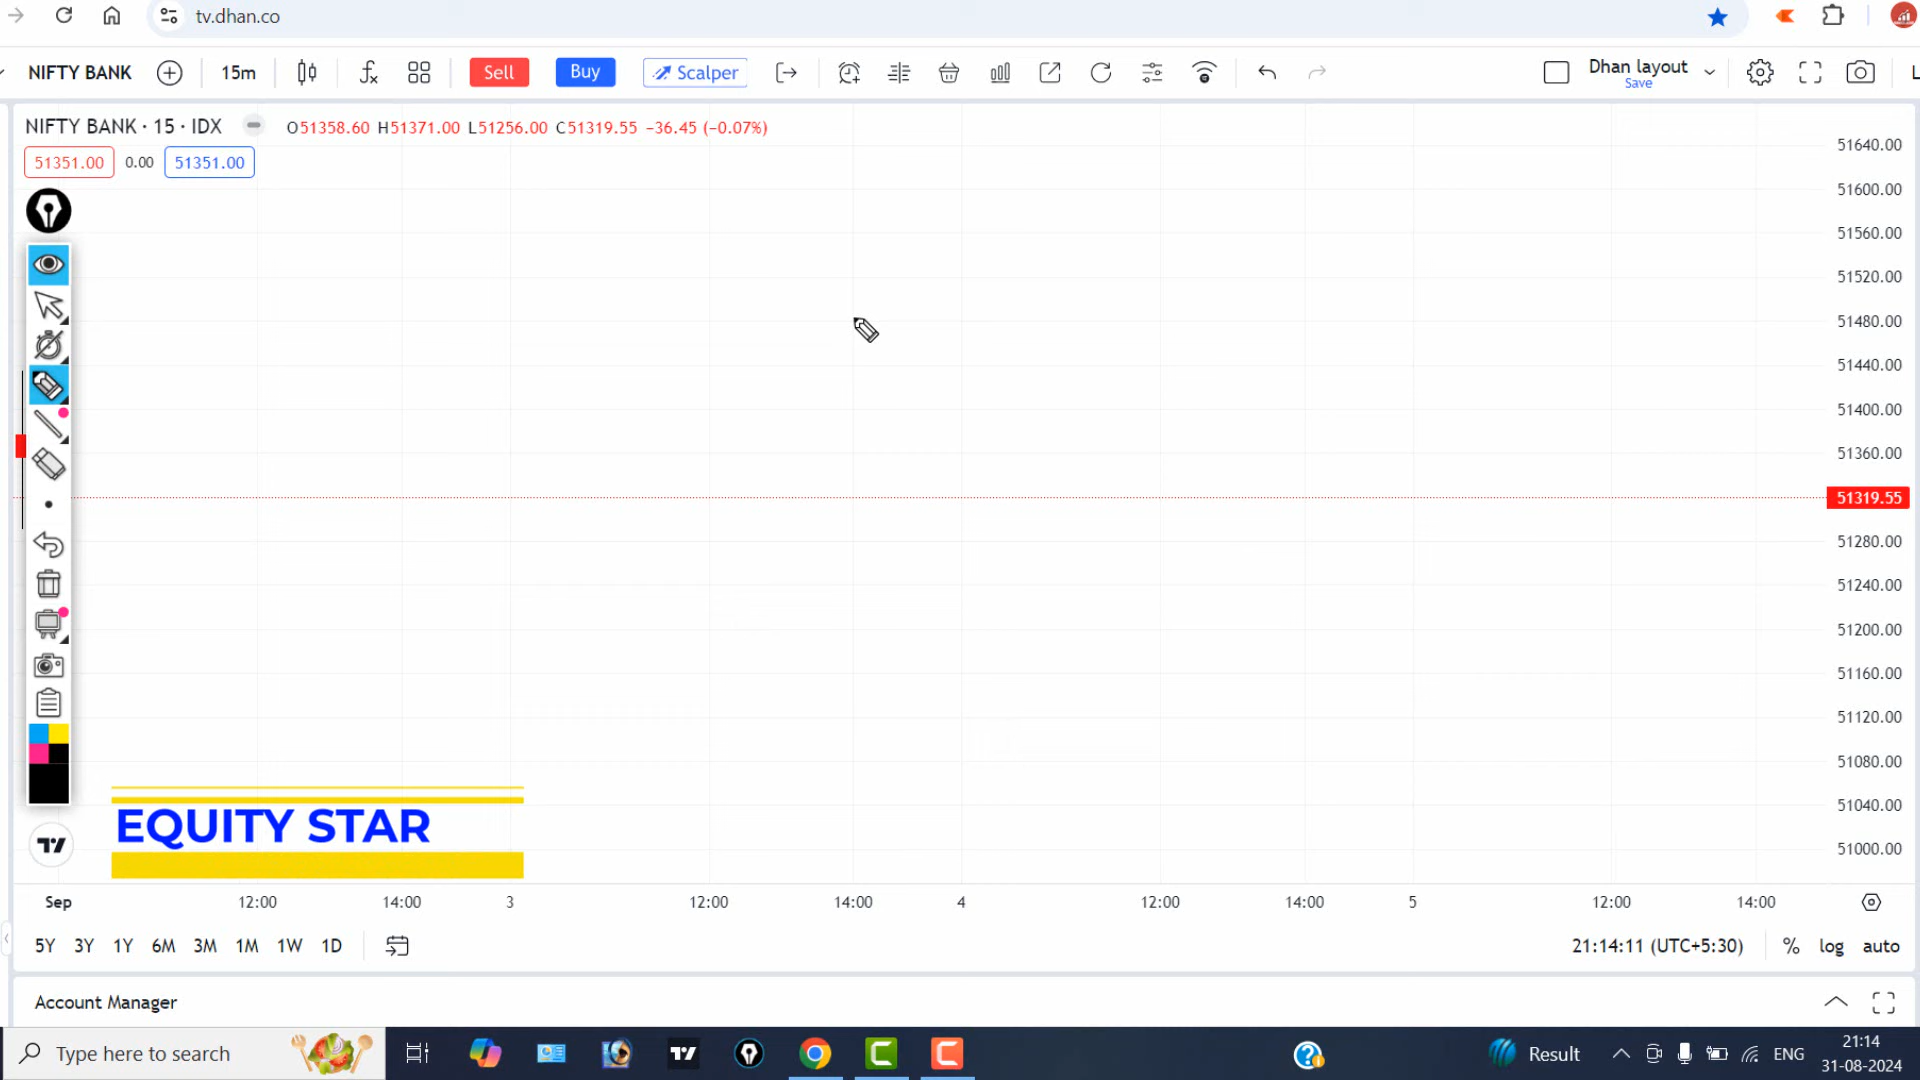 tv.dhan.co
NIFTY BANK 15m Sell Buy Scalper Dhan layout
Save
NIFTY BANK · 15 · IDX O51358.60 H51371.00 L51256.00 C51319.55 −36.45 (−0.07%)
51351.00 0.00 51351.00
51640.00
51600.00
51560.00
51520.00
51480.00
51440.00
51400.00
51360.00
51319.55
51280.00
51240.00
51200.00
51160.00
51120.00
51080.00
51040.00
51000.00
EQUITY STAR
Sep 12:00 14:00 3 12:00 14:00 4 12:00 14:00 5 12:00 14:00
5Y 3Y 1Y 6M 3M 1M 1W 1D 21:14:11 (UTC+5:30) % log auto
Account Manager
Type here to search Result ENG 21:14
31-08-2024